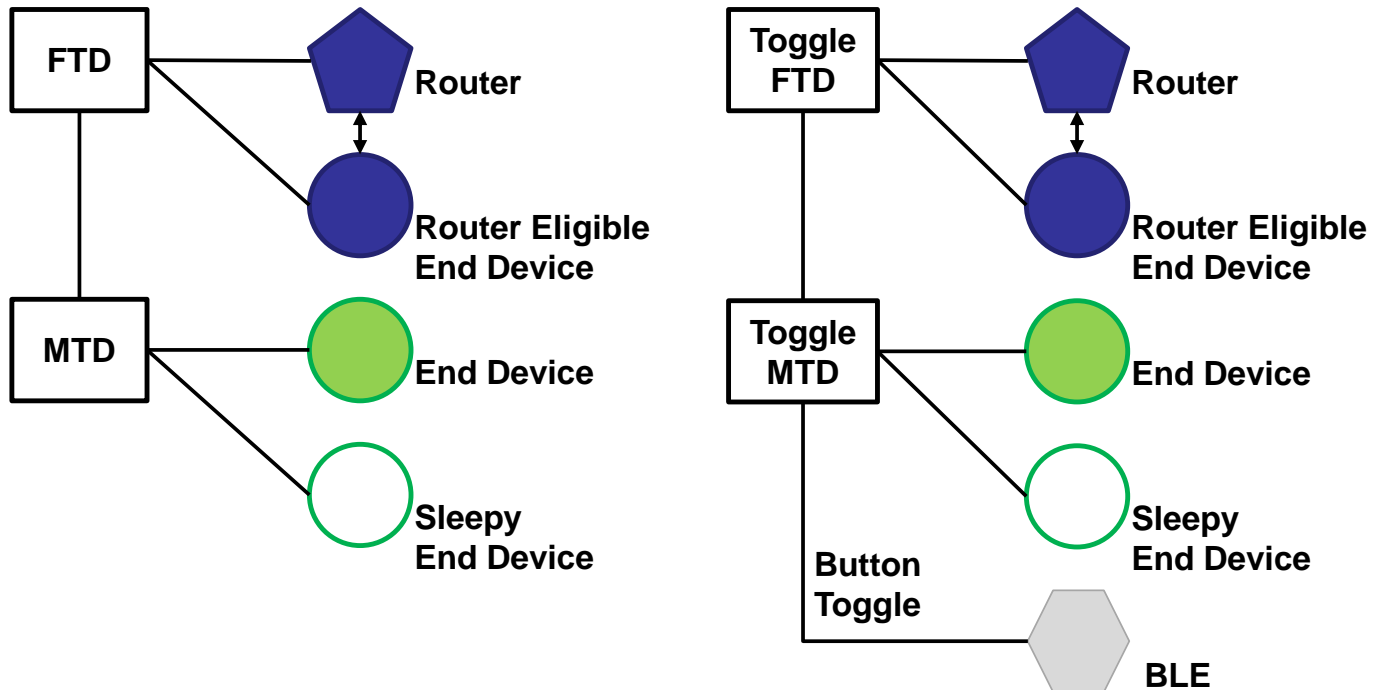 FTD
Router
Router Eligible
End Device
MTD
End Device
Sleepy
End Device
Toggle
FTD
Router
Router Eligible
End Device
Toggle
MTD
End Device
Sleepy
End Device
Button
Toggle
BLE